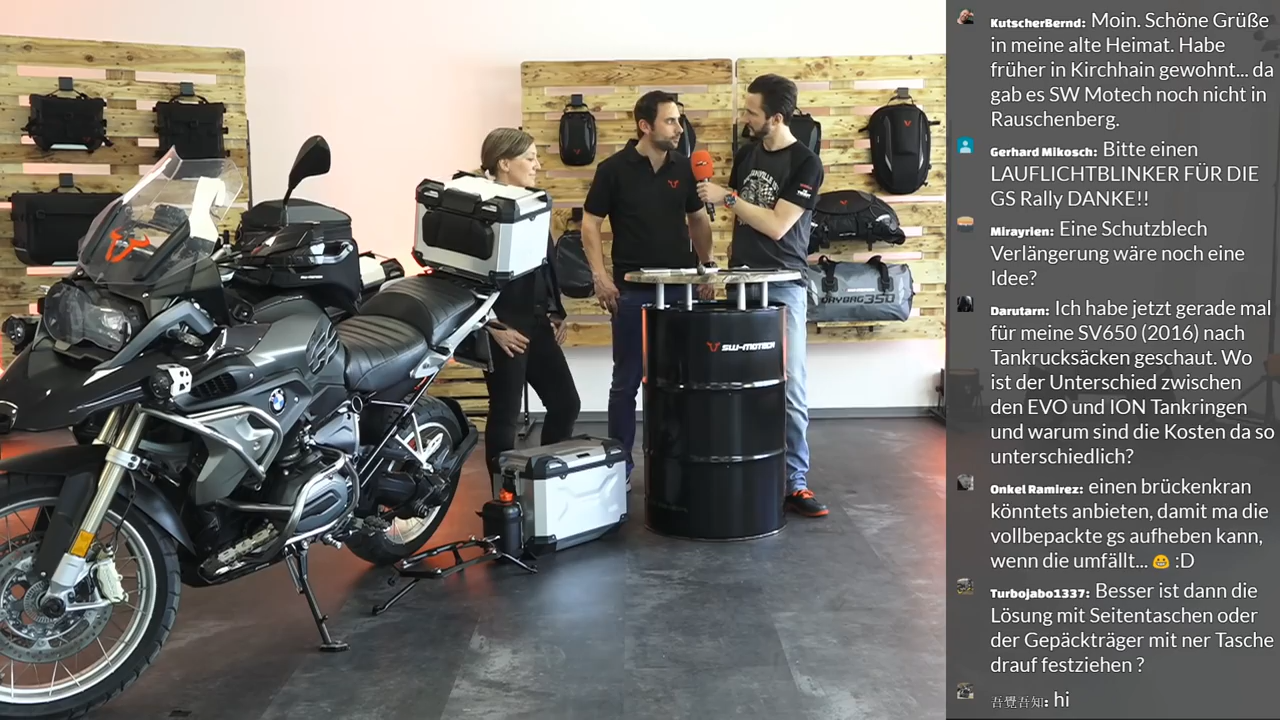 KutscherBernd: Moin. Schöne Grüße
in meine alte Heimat. Habe
früher in Kirchhain gewohnt... da
gab es SW Motech noch nicht in
Rauschenberg.
Gerhard Mikosch: Bitte einen
LAUFLICHTBLINKER FÜR DIE
GS Rally DANKE!!
Mirayrien: Eine Schutzblech
Verlängerung wäre noch eine
Idee?
Darutarn: Ich habe jetzt gerade mal
für meine SV650 (2016) nach
Tankrucksäcken geschaut. Wo
ist der Unterschied zwischen
den EVO und ION Tankringen
und warum sind die Kosten da so
unterschiedlich?
Onkel Ramirez: einen brückenkran
könntets anbieten, damit ma die
vollbepackte gs aufheben kann,
wenn die umfällt... 😀 :D
Turbojabo1337: Besser ist dann die
Lösung mit Seitentaschen oder
der Gepäckträger mit ner Tasche
drauf festziehen ?
吾覺吾知: hi
DRYBAG 350
SW-MOTECH
BMW